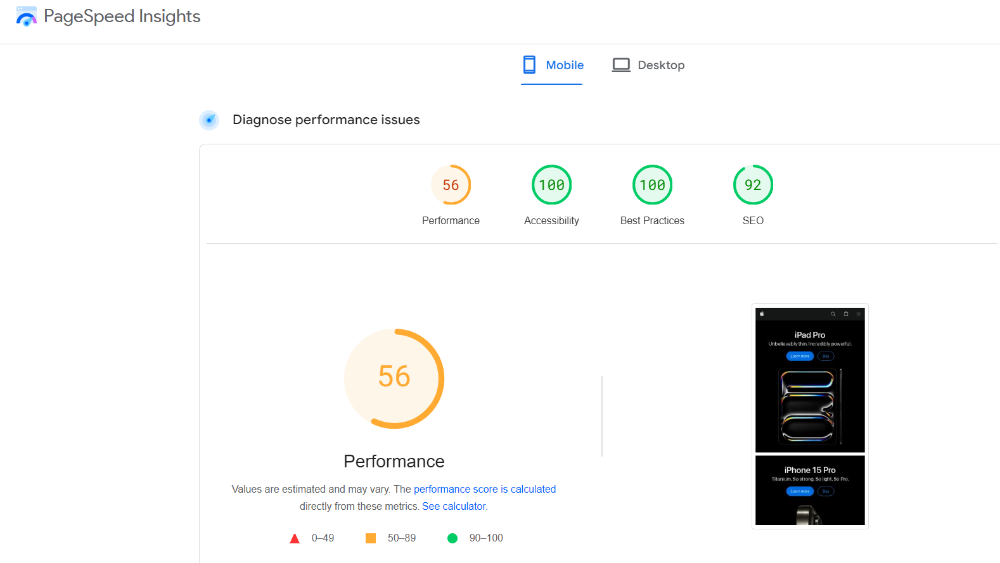 PageSpeed Insights
Mobile
Desktop
Diagnose performance issues
56
100
100
92
Performance
Accessibility
Best Practices
SEO
56
Performance
Values are estimated and may vary. The performance score is calculated
directly from these metrics. See calculator.
0–49
50–89
90–100
iPad Pro
Unbelievably thin. Incredibly powerful.
Learn more
Buy
iPhone 15 Pro
Titanium. So strong. So light. So Pro.
Learn more
Buy